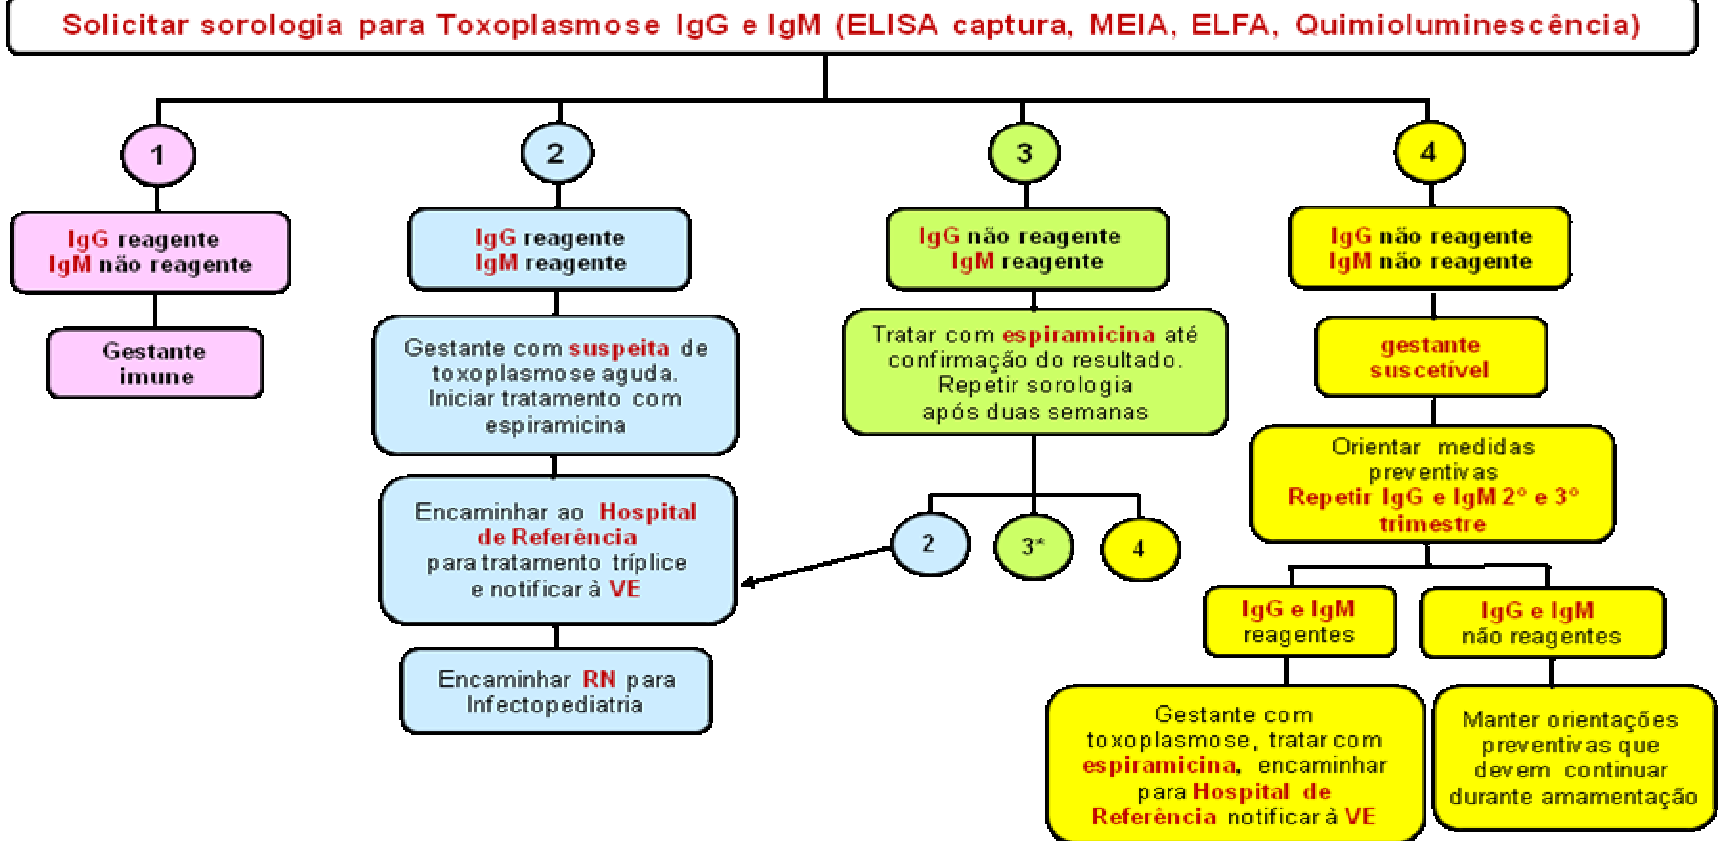 Solicitar sorologia para Toxoplasmose IgG e IgM (ELISA captura, MEIA, ELFA, Quimioluminescência)
1
IgG reagente
IgM não reagente
Gestante
imune
2
IgG reagente
IgM reagente
Gestante com suspeita de
toxoplasmose aguda.
Iniciar tratamento com
espiramicina
Encaminhar ao Hospital
de Referência
para tratamento tríplice
e notificar à VE
Encaminhar RN para
Infectopediatria
3
IgG não reagente
IgM reagente
Tratar com espiramicina até
confirmação do resultado.
Repetir sorologia
após duas semanas
2
3*
4
4
IgG não reagente
IgM não reagente
gestante
suscetível
Orientar medidas
preventivas
Repetir IgG e IgM 2° e 3°
trimestre
IgG e IgM
reagentes
Gestante com
toxoplasmose, tratar com
espiramicina, encaminhar
para Hospital de
Referência notificar à VE
IgG e IgM
não reagentes
Manter orientações
preventivas que
devem continuar
durante amamentação